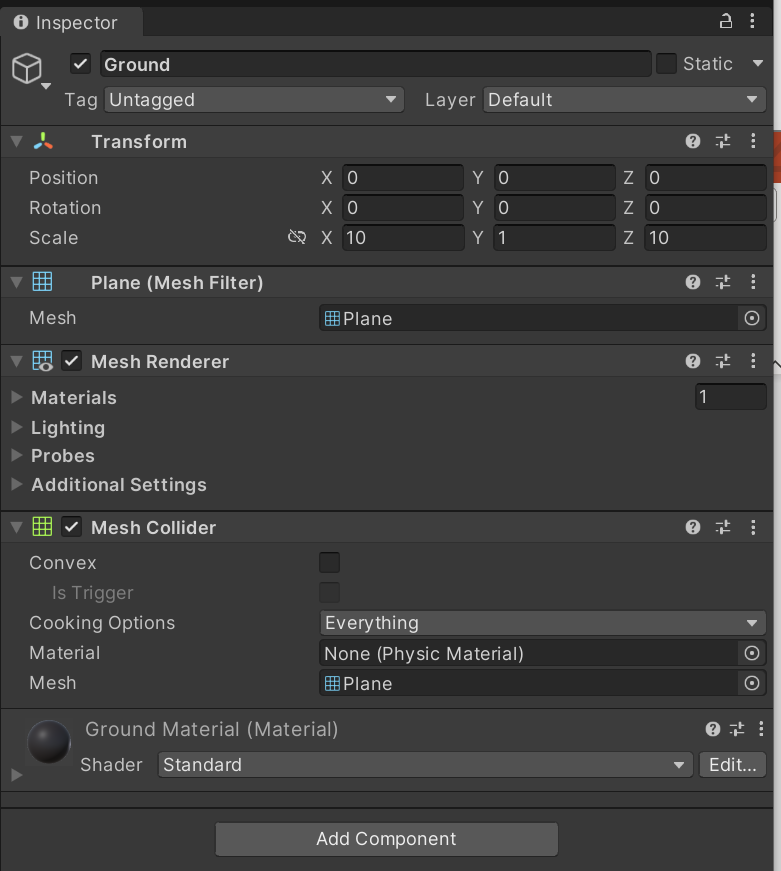 Inspector
Ground Static
Tag Untagged Layer Default
Transform
Position X 0 Y 0 Z 0
Rotation X 0 Y 0 Z 0
Scale X 10 Y 1 Z 10
Plane (Mesh Filter)
Mesh Plane
Mesh Renderer
Materials 1
Lighting
Probes
Additional Settings
Mesh Collider
Convex
Is Trigger
Cooking Options Everything
Material None (Physic Material)
Mesh Plane
Ground Material (Material)
Shader Standard Edit...
Add Component